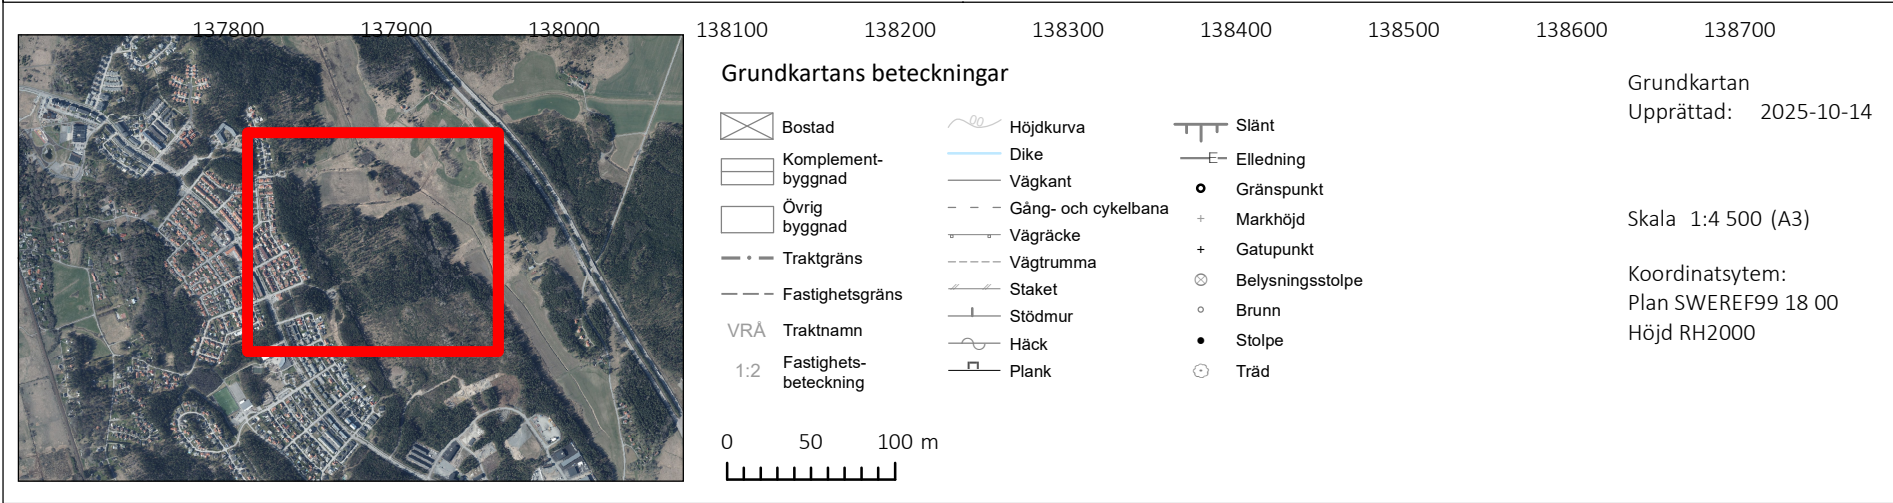 137800 137900 138000 138100 138200 138300 138400 138500 138600 138700
Grundkartans beteckningar
Bostad
Komplement-
byggnad
Övrig
byggnad
Traktgräns
Fastighetsgräns
VRÅ Traktnamn
1:2 Fastighets-
beteckning
Höjdkurva
Dike
Vägkant
Gång- och cykelbana
Vägräcke
Vägtrumma
Staket
Stödmur
Häck
Plank
Slänt
E Elledning
Gränspunkt
Markhöjd
Gatupunkt
Belysningsstolpe
Brunn
Stolpe
Träd
0 50 100 m
Grundkartan
Upprättad: 2025-10-14
Skala 1:4 500 (A3)
Koordinatsytem:
Plan SWEREF99 18 00
Höjd RH2000